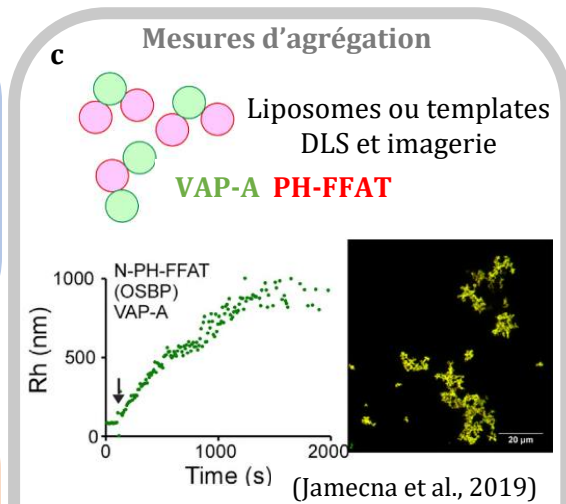 Mesures d’agrégation
c
Liposomes ou templates
DLS et imagerie
VAP-A PH-FFAT
N-PH-FFAT
(OSBP)
VAP-A
Rh (nm)
1000
500
0
0 1000 2000
Time (s)
20 µm
(Jamecna et al., 2019)